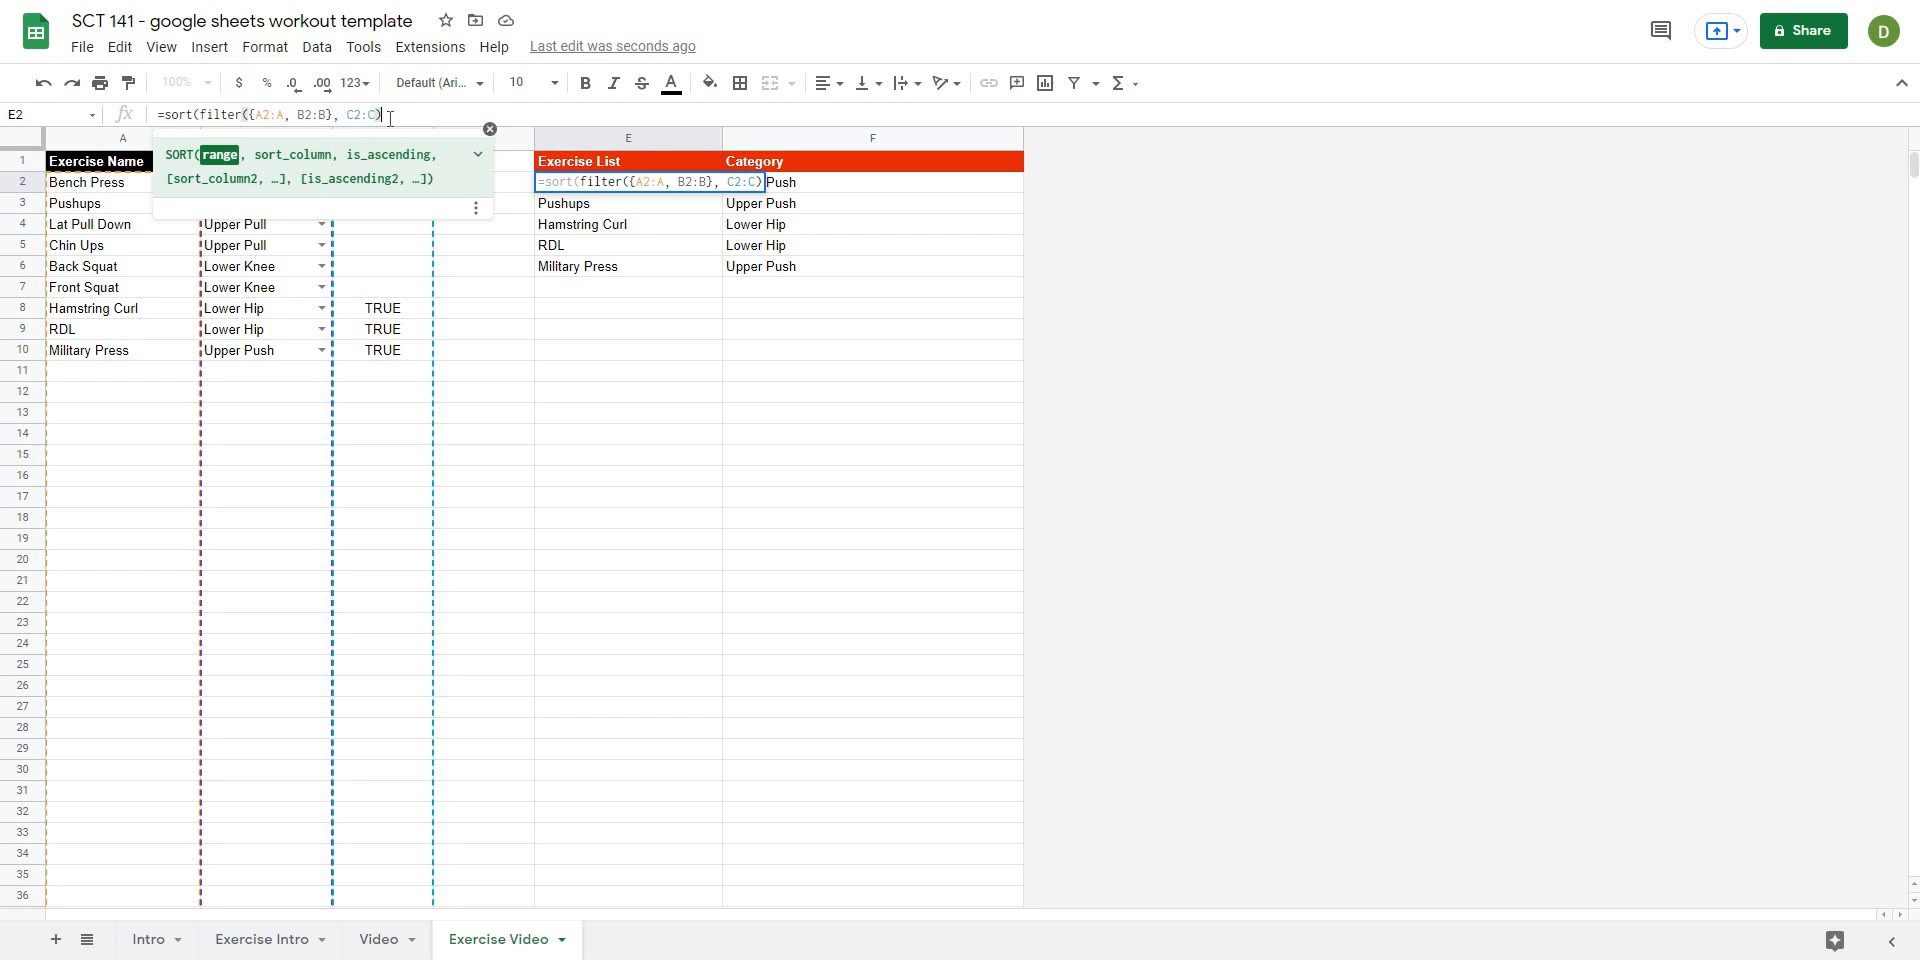 SCT 141 - google sheets workout template
File Edit View Insert Format Data Tools Extensions Help Last edit was seconds ago
Share
D
100% $ % .0 .00 123 Default (Ari... 10 B I S A Σ
E2 fx =sort(filter({A2:A, B2:B}, C2:C)
A E F
SORT(range, sort_column, is_ascending,
[sort_column2, …], [is_ascending2, …])
1 Exercise Name Exercise List Category
2 Bench Press =sort(filter({A2:A, B2:B}, C2:C) Push
3 Pushups Pushups Upper Push
4 Lat Pull Down Upper Pull Hamstring Curl Lower Hip
5 Chin Ups Upper Pull RDL Lower Hip
6 Back Squat Lower Knee Military Press Upper Push
7 Front Squat Lower Knee
8 Hamstring Curl Lower Hip TRUE
9 RDL Lower Hip TRUE
10 Military Press Upper Push TRUE
11
12
13
14
15
16
17
18
19
20
21
22
23
24
25
26
27
28
29
30
31
32
33
34
35
36
Intro Exercise Intro Video Exercise Video